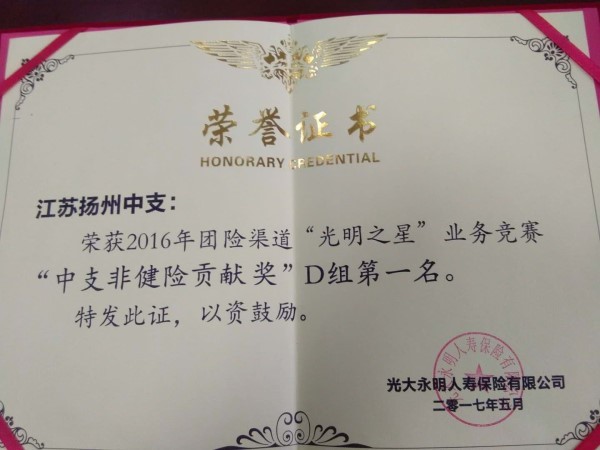 荣誉证书
HONORARY CREDENTIAL
江苏扬州中支：
荣获2016年团险渠道“光明之星”业务竞赛
“中支非健险贡献奖”D组第一名。
特发此证，以资鼓励。
光大永明人寿保险有限公司
二零一七年五月